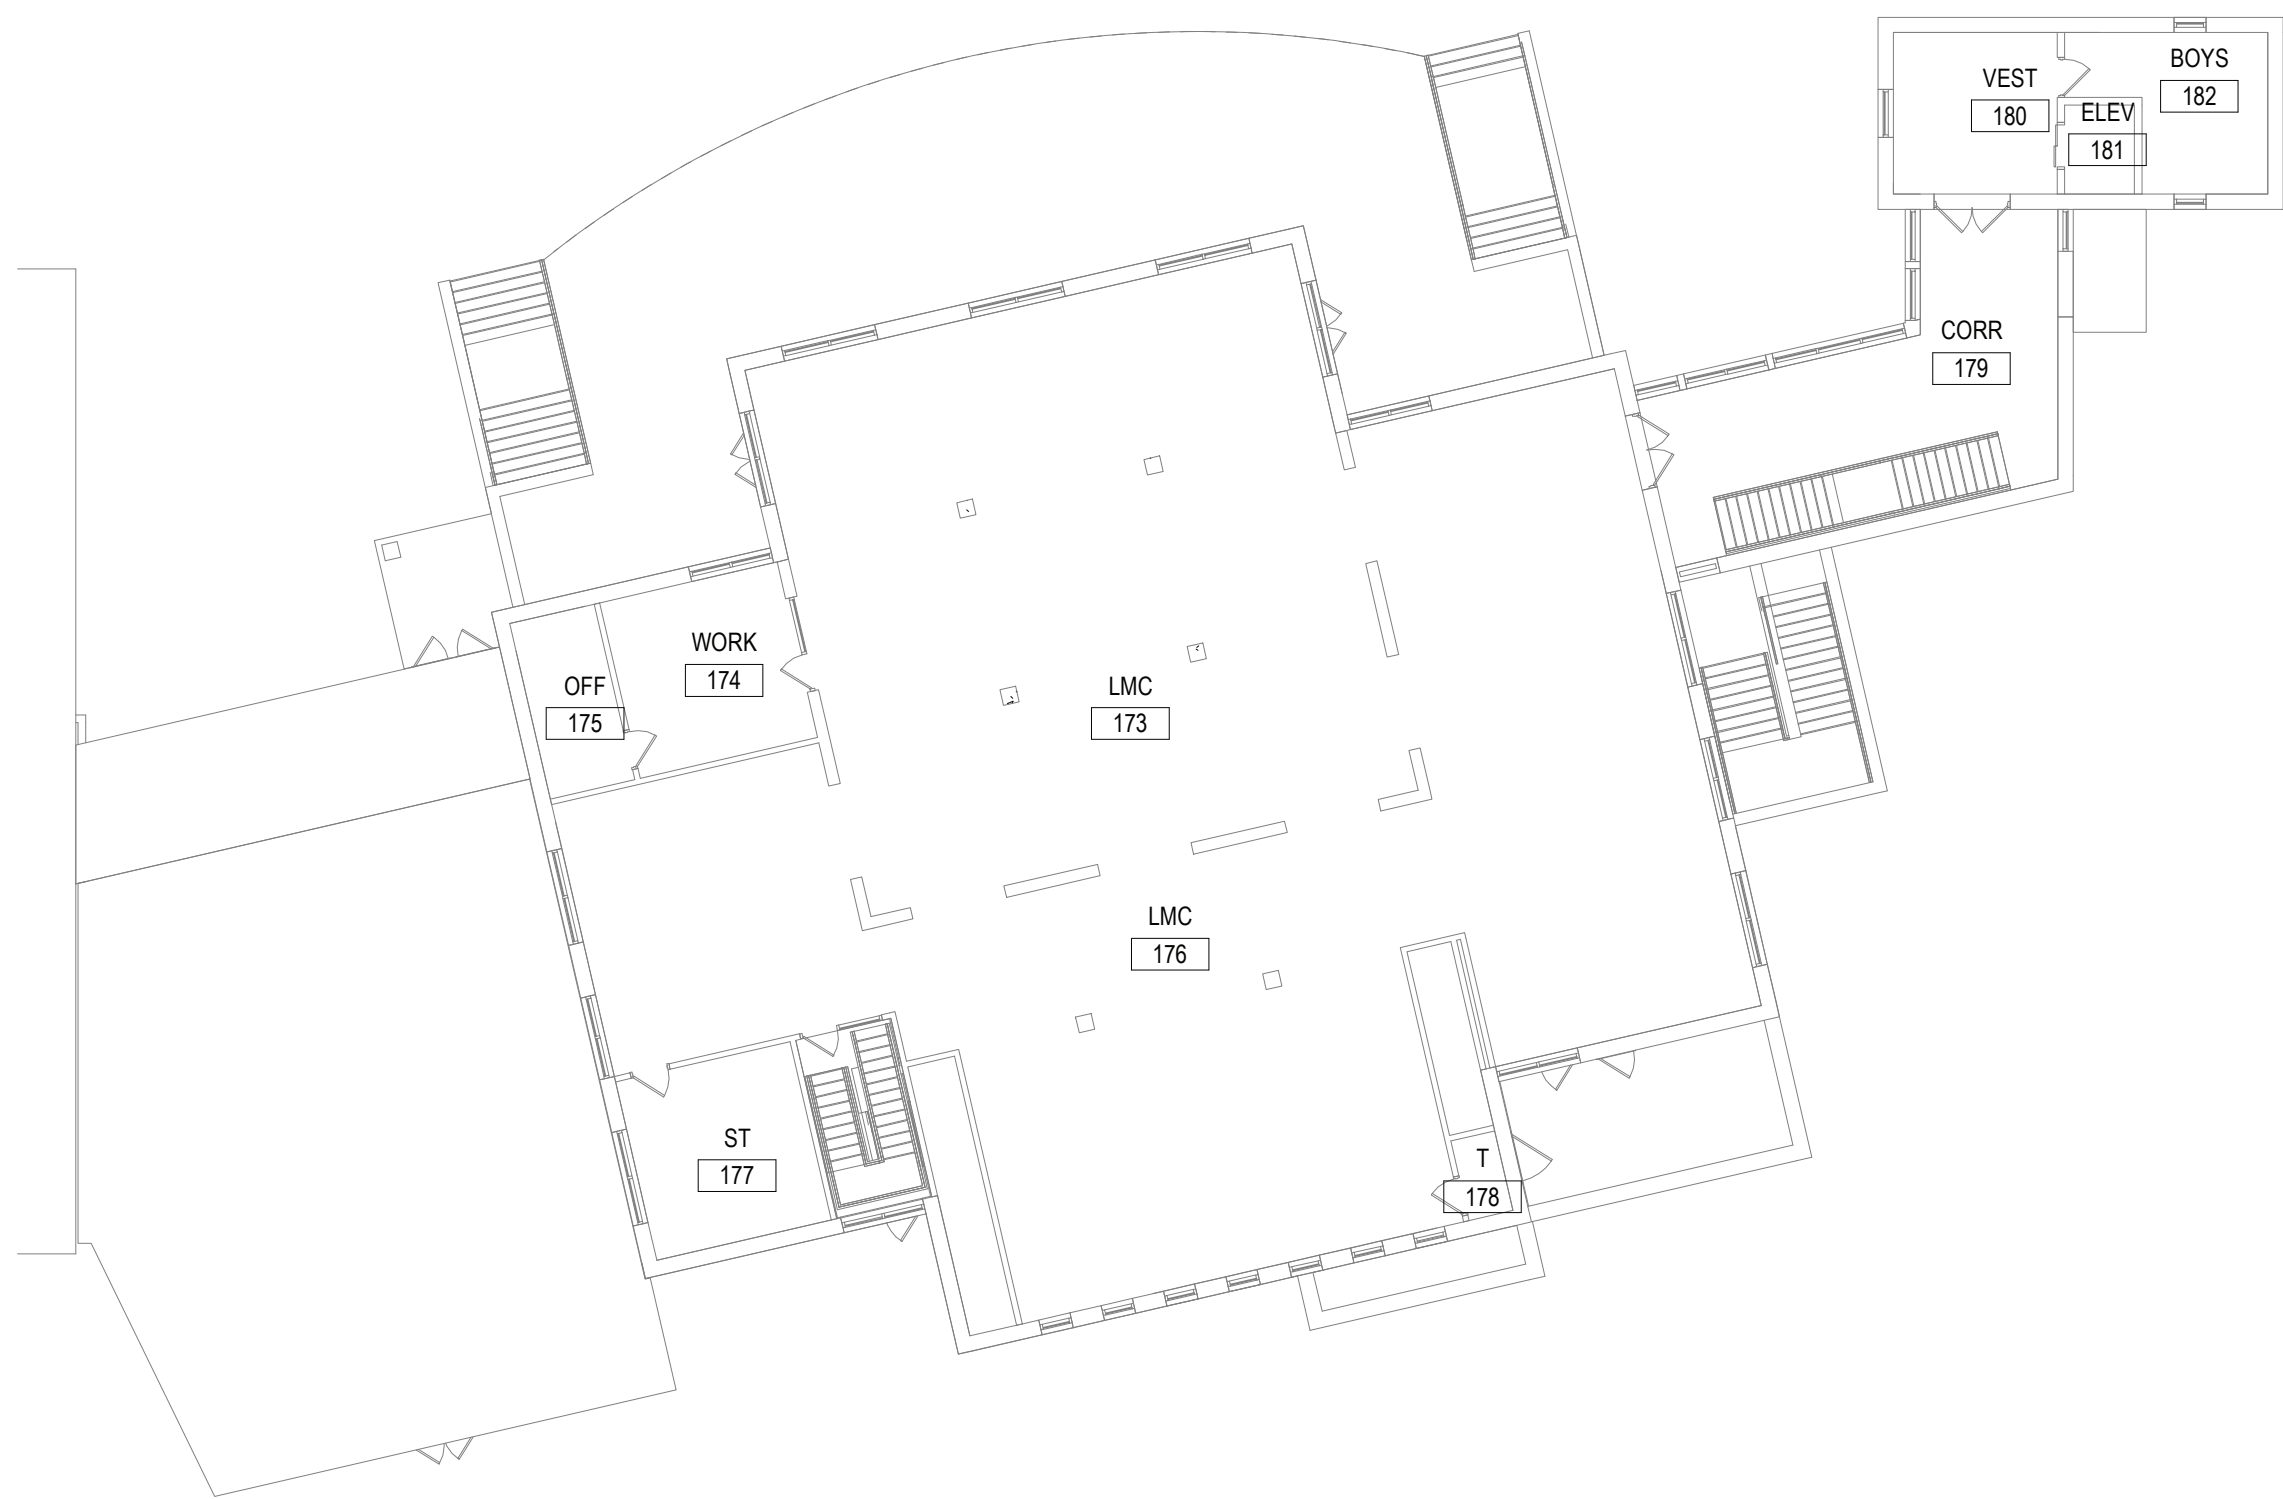 BOYS
182
VEST
180
ELEV
181
CORR
179
WORK
174
OFF
175
LMC
173
LMC
176
ST
177
T
178